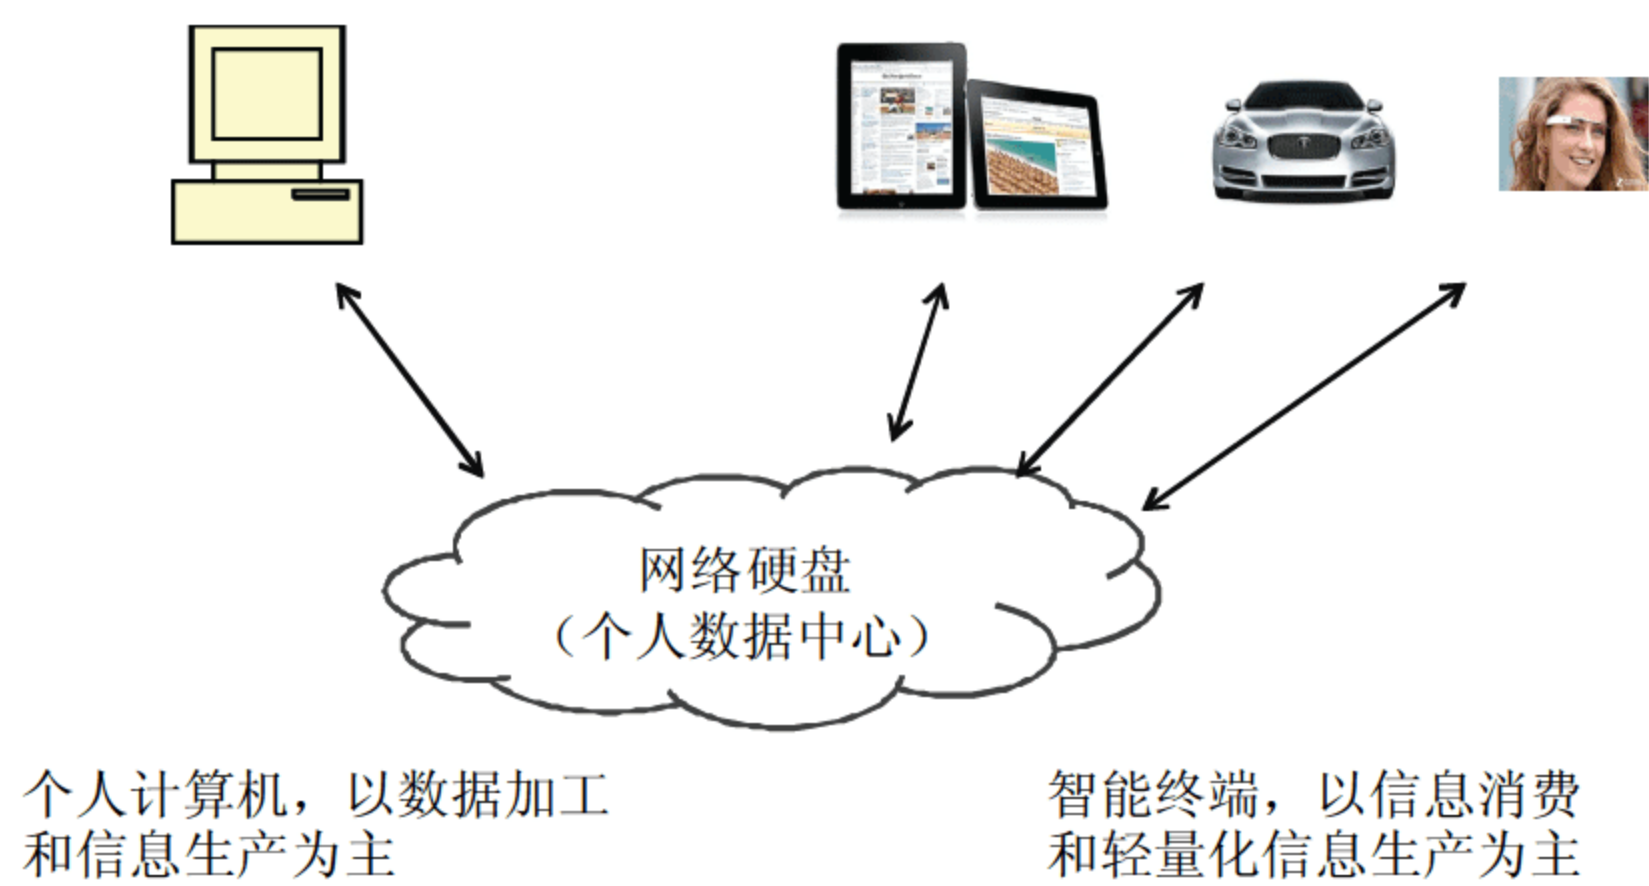 网络硬盘
（个人数据中心）
个人计算机，以数据加工
和信息生产为主
智能终端，以信息消费
和轻量化信息生产为主